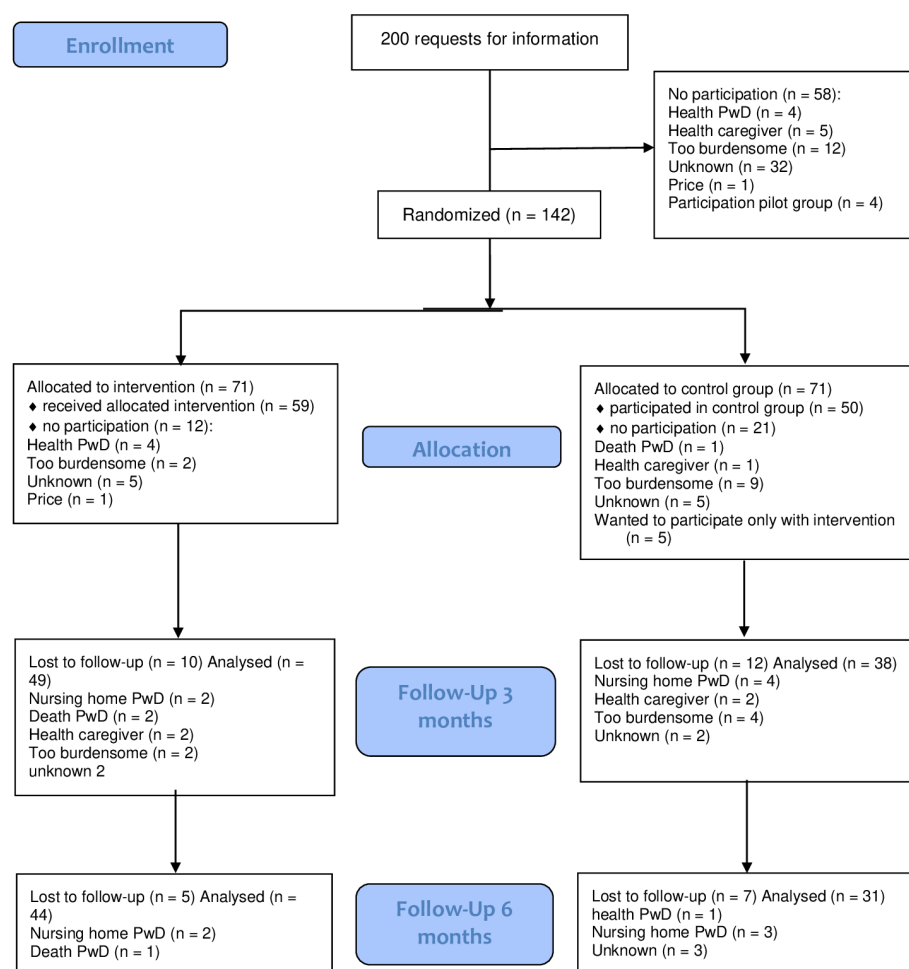 Enrollment
200 requests for information
No participation (n = 58):
Health PwD (n = 4)
Health caregiver (n = 5)
Too burdensome (n = 12)
Unknown (n = 32)
Price (n = 1)
Participation pilot group (n = 4)
Randomized (n = 142)
Allocated to intervention (n = 71)
♦ received allocated intervention (n = 59)
♦ no participation (n = 12):
Health PwD (n = 4)
Too burdensome (n = 2)
Unknown (n = 5)
Price (n = 1)
Allocation
Allocated to control group (n = 71)
♦ participated in control group (n = 50)
♦ no participation (n = 21)
Death PwD (n = 1)
Health caregiver (n = 1)
Too burdensome (n = 9)
Unknown (n = 5)
Wanted to participate only with intervention
(n = 5)
Lost to follow-up (n = 10) Analysed (n =
49)
Nursing home PwD (n = 2)
Death PwD (n = 2)
Health caregiver (n = 2)
Too burdensome (n = 2)
unknown 2
Follow-Up 3
months
Lost to follow-up (n = 12) Analysed (n = 38)
Nursing home PwD (n = 4)
Health caregiver (n = 2)
Too burdensome (n = 4)
Unknown (n = 2)
Lost to follow-up (n = 5) Analysed (n =
44)
Nursing home PwD (n = 2)
Death PwD (n = 1)
Follow-Up 6
months
Lost to follow-up (n = 7) Analysed (n = 31)
health PwD (n = 1)
Nursing home PwD (n = 3)
Unknown (n = 3)